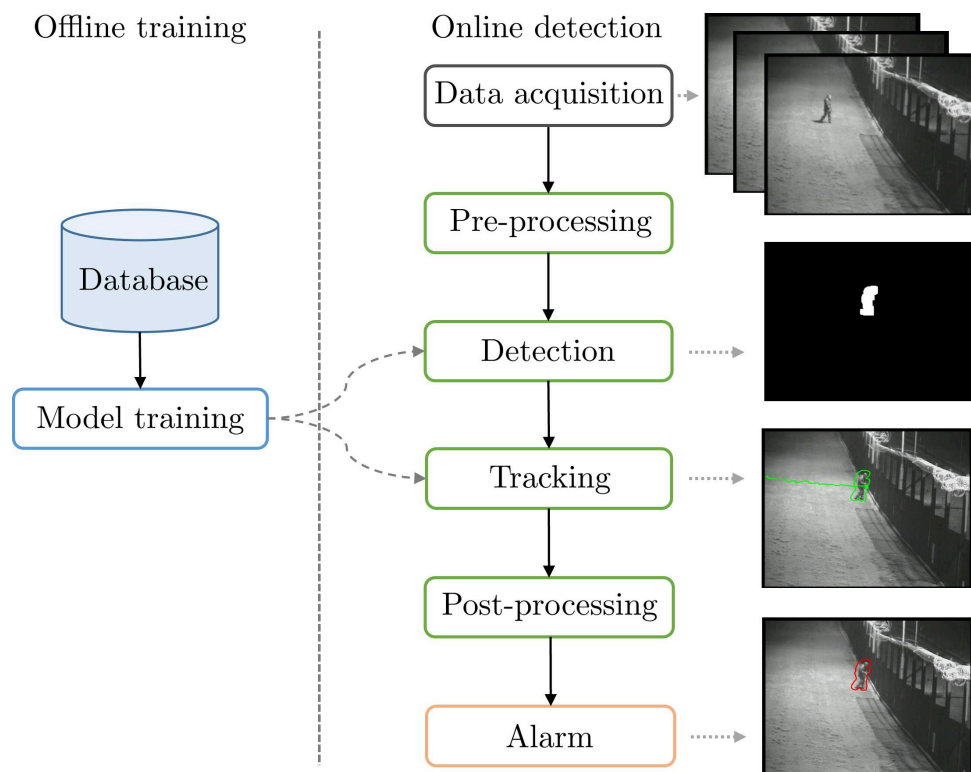 Offline training
Online detection
Data acquisition
Pre-processing
Database
Detection
Model training
Tracking
Post-processing
Alarm